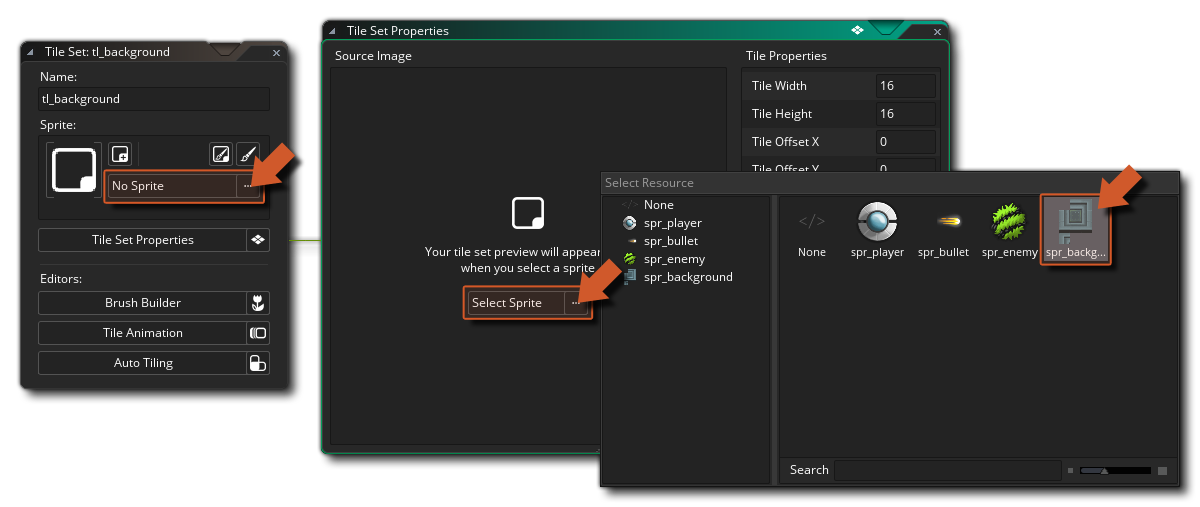 Tile Set: tl_background
Name:
tl_background
Sprite:
No Sprite
Tile Set Properties
Editors:
Brush Builder
Tile Animation
Auto Tiling
Tile Set Properties
Source Image
Your tile set preview will appear
when you select a sprite
Select Sprite
Tile Properties
Tile Width 16
Tile Height 16
Tile Offset X 0
Tile Offset Y 0
Select Resource
</> None
spr_player
spr_bullet
spr_enemy
spr_background
</>
None spr_player spr_bullet spr_enemy spr_backg...
Search